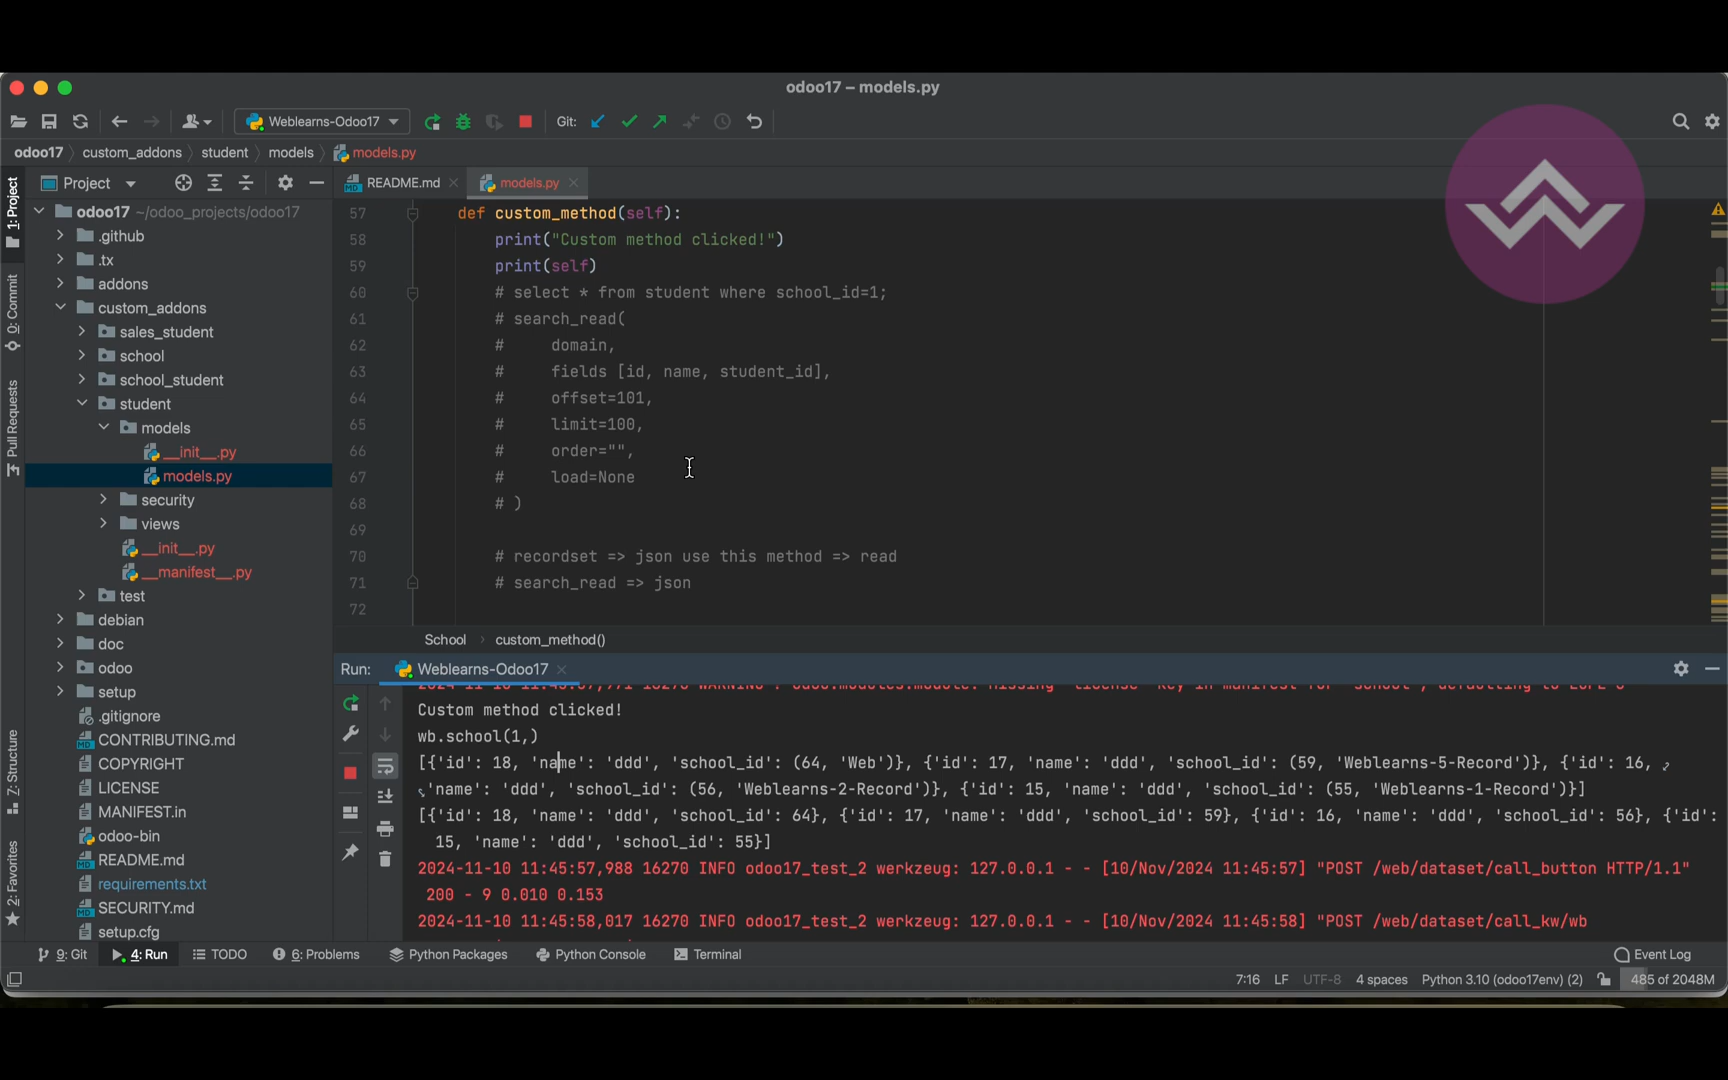 odoo17 – models.py
Weblearns-Odoo17
Git:
odoo17 custom_addons student models models.py
1: Project
0: Commit
Pull Requests
7: Structure
2: Favorites
Project
README.md
models.py
odoo17 ~/odoo_projects/odoo17
.github
.tx
addons
custom_addons
sales_student
school
school_student
student
models
__init__.py
models.py
security
views
__init__.py
__manifest__.py
test
debian
doc
odoo
setup
.gitignore
CONTRIBUTING.md
COPYRIGHT
LICENSE
MANIFEST.in
odoo-bin
README.md
requirements.txt
SECURITY.md
setup.cfg
57 def custom_method(self):
58 print("Custom method clicked!")
59 print(self)
60 # select * from student where school_id=1;
61 # search_read(
62 # domain,
63 # fields [id, name, student_id],
64 # offset=101,
65 # limit=100,
66 # order="",
67 # load=None
68 # )
69
70 # recordset => json use this method => read
71 # search_read => json
72
School custom_method()
Run: Weblearns-Odoo17
Custom method clicked!
wb.school(1,)
[{'id': 18, 'name': 'ddd', 'school_id': (64, 'Web')}, {'id': 17, 'name': 'ddd', 'school_id': (59, 'Weblearns-5-Record')}, {'id': 16,
'name': 'ddd', 'school_id': (56, 'Weblearns-2-Record')}, {'id': 15, 'name': 'ddd', 'school_id': (55, 'Weblearns-1-Record')}]
[{'id': 18, 'name': 'ddd', 'school_id': 64}, {'id': 17, 'name': 'ddd', 'school_id': 59}, {'id': 16, 'name': 'ddd', 'school_id': 56}, {'id':
15, 'name': 'ddd', 'school_id': 55}]
2024-11-10 11:45:57,988 16270 INFO odoo17_test_2 werkzeug: 127.0.0.1 - - [10/Nov/2024 11:45:57] "POST /web/dataset/call_button HTTP/1.1"
200 - 9 0.010 0.153
2024-11-10 11:45:58,017 16270 INFO odoo17_test_2 werkzeug: 127.0.0.1 - - [10/Nov/2024 11:45:58] "POST /web/dataset/call_kw/wb
9: Git 4: Run TODO 6: Problems Python Packages Python Console Terminal Event Log
7:16 LF UTF-8 4 spaces Python 3.10 (odoo17env) (2) 485 of 2048M